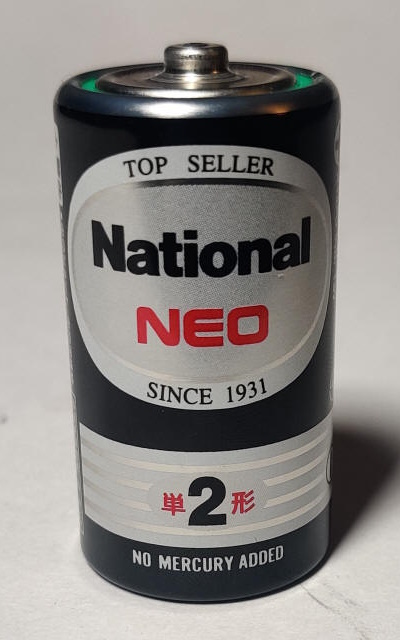 TOP SELLER
National
NEO
SINCE 1931
単2形
NO MERCURY ADDED